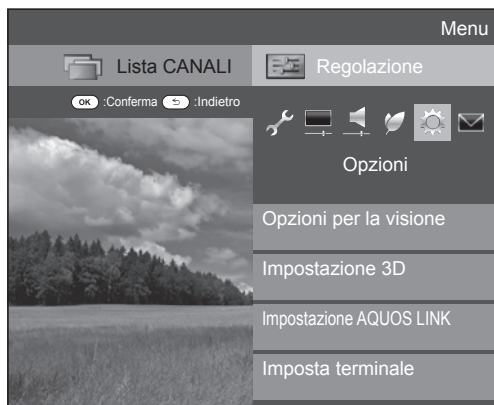 Menu
Lista CANALI
Regolazione
OK :Conferma :Indietro
Opzioni
Opzioni per la visione
Impostazione 3D
Impostazione AQUOS LINK
Imposta terminale